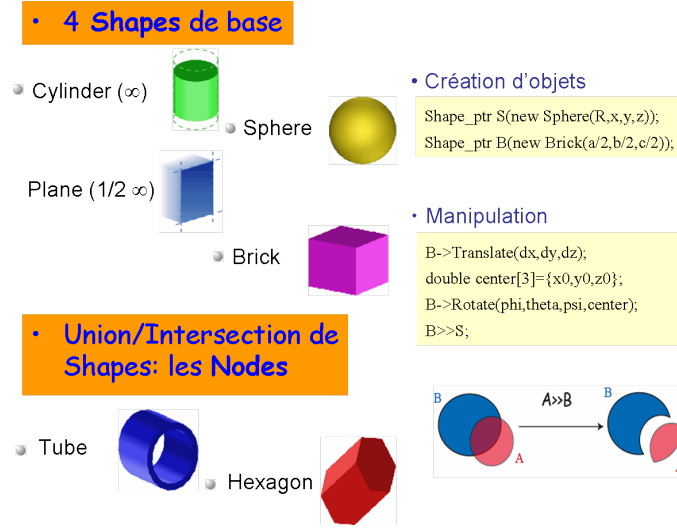 • 4 Shapes de base
Cylinder (∞)
Sphere
Plane (1/2 ∞)
Brick
• Création d’objets
Shape_ptr S(new Sphere(R,x,y,z));
Shape_ptr B(new Brick(a/2,b/2,c/2));
• Manipulation
B->Translate(dx,dy,dz);
double center[3]={x0,y0,z0};
B->Rotate(phi,theta,psi,center);
B>>S;
• Union/Intersection de
Shapes: les Nodes
Tube
Hexagon
B
A
A>>B
B